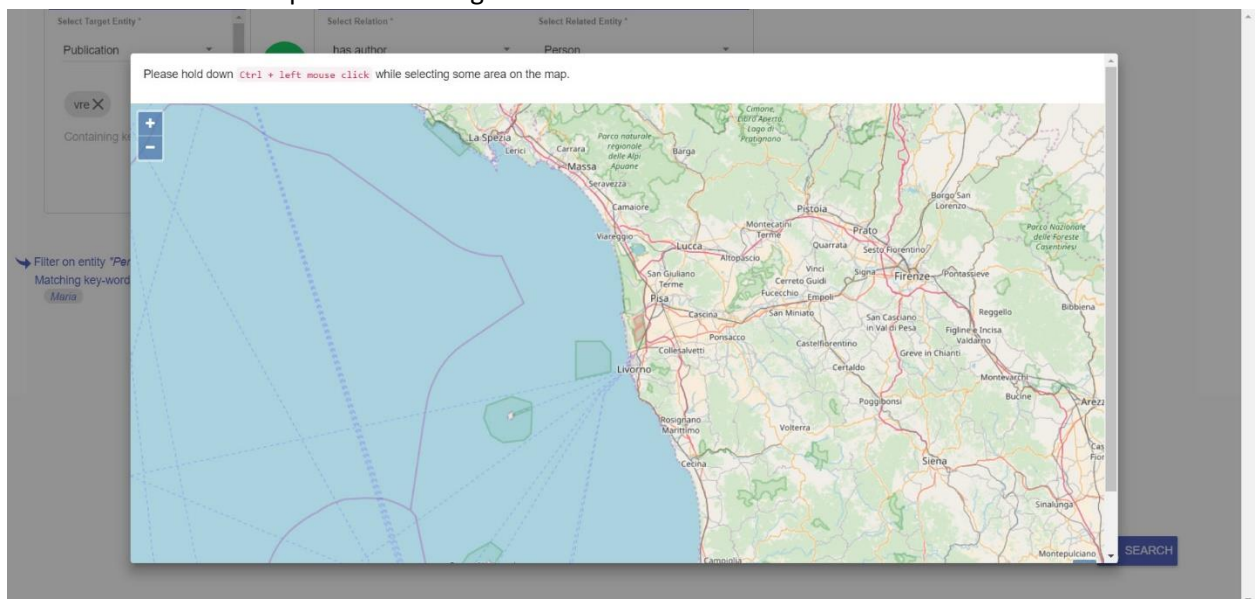 Select Target Entity *
Select Relation *
Select Related Entity *
Publication
has author
Person
Please hold down Ctrl + left mouse click while selecting some area on the map.
vre
Containing
+
−
Filter on entity "Per
Matching key-word
Maria
La Spezia
Lerici
Carrara
Massa
Parco naturale
regionale
delle Alpi
Apuane
Barga
Seravezza
Camaiore
Viareggio
Lucca
Altopascio
Montecatini
Terme
Pistoia
Prato
Quarrata
Sesto Fiorentino
Borgo San
Lorenzo
Parco Nazionale
delle Foreste
Casentinesi
San Giuliano
Terme
Pisa
Vinci
Cerreto Guidi
Signa
Firenze
Pontassieve
Fucecchio
Empoli
Cascina
San Miniato
San Casciano
in Val di Pesa
Reggello
Bibbiena
Ponsacco
Castelfiorentino
Figline e Incisa
Valdarno
Collesalvetti
Greve in Chianti
Livorno
Certaldo
Montevarchi
Poggibonsi
Bucine
Rosignano
Marittimo
Volterra
Cecina
Siena
Sinalunga
Montepulciano
SEARCH